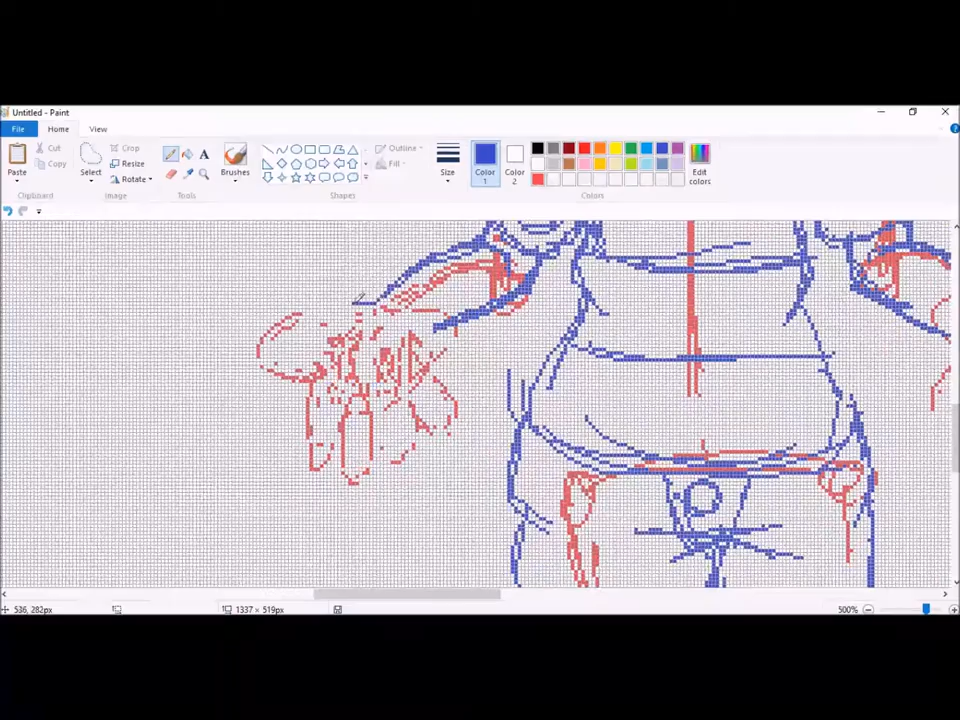 Untitled - Paint
File Home View
Paste
Cut
Copy
Clipboard
Select
Crop
Resize
Rotate
Image
A
Tools
Brushes
Outline
Fill
Shapes
Size
Color 1
Color 2
Edit colors
Colors
536, 282px
1337 × 519px
500%